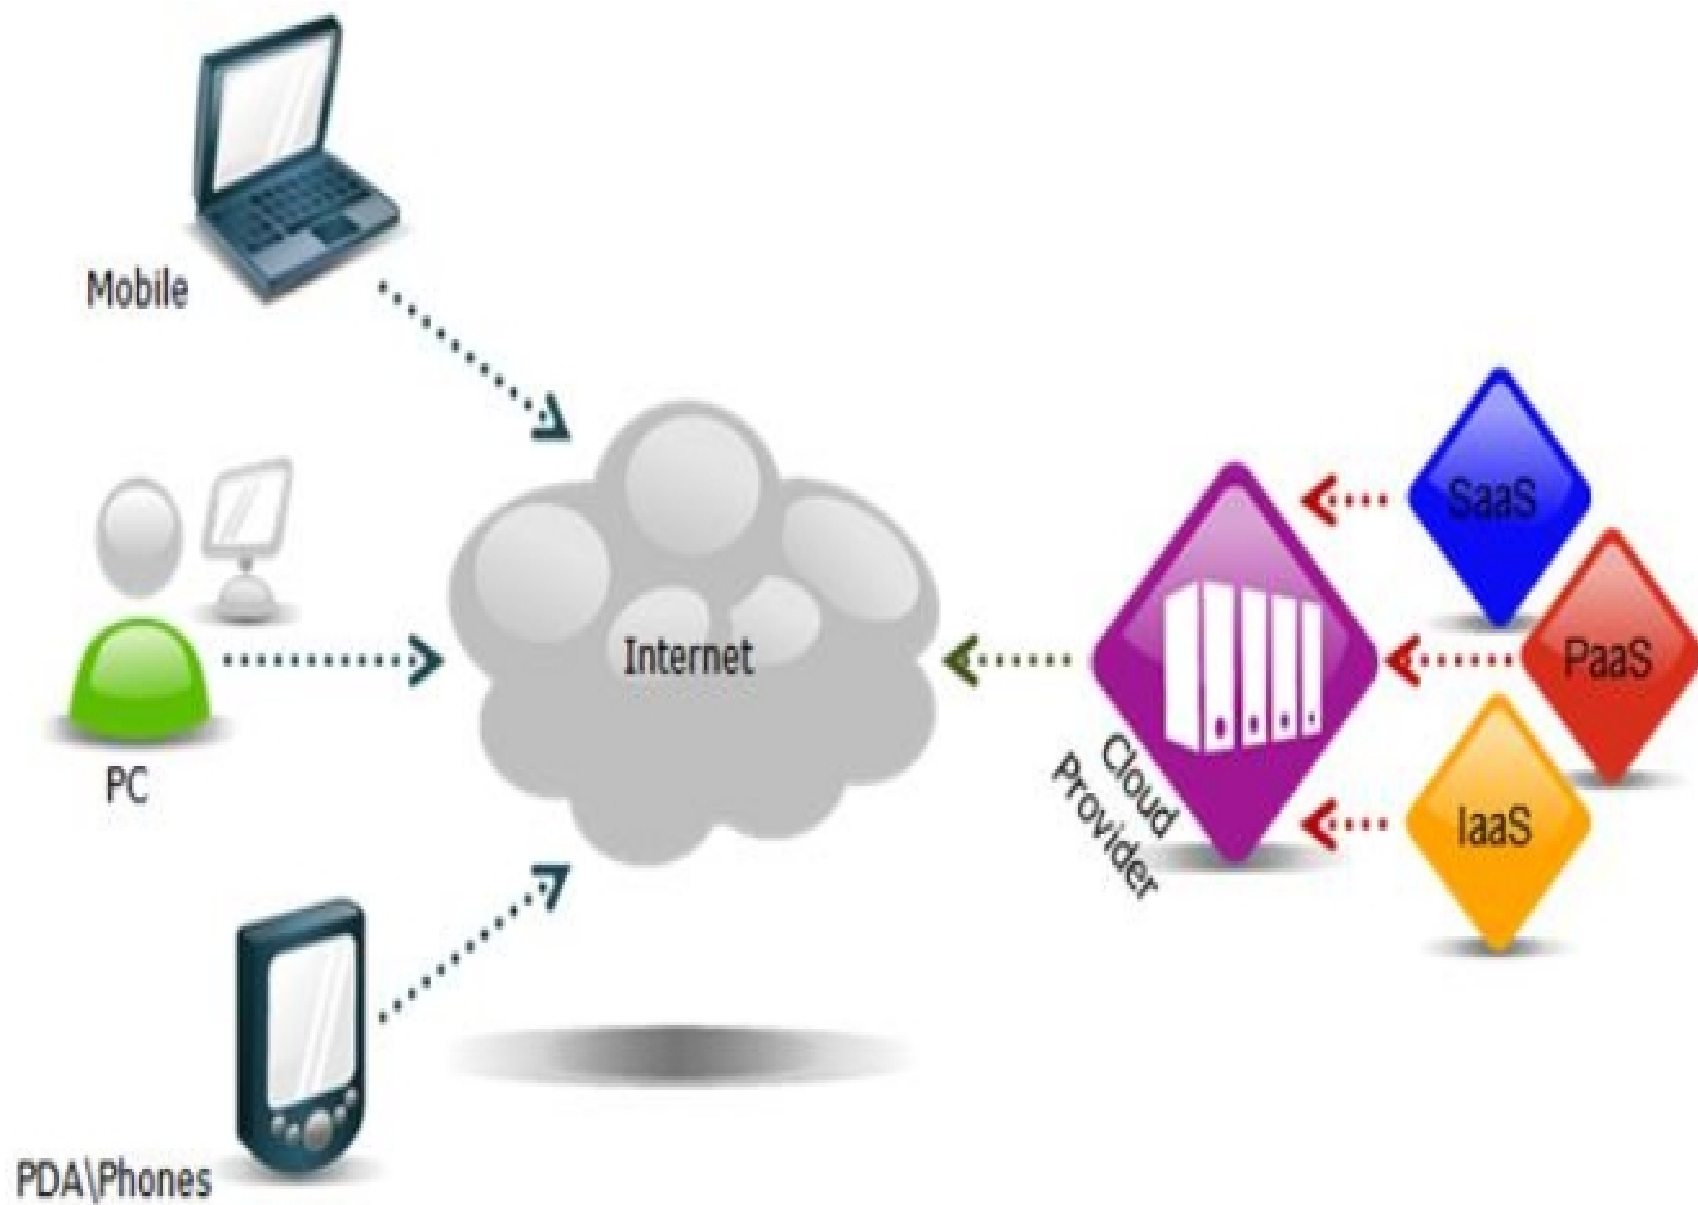 Mobile
PC
PDA\Phones
Internet
Cloud
Provider
SaaS
PaaS
IaaS